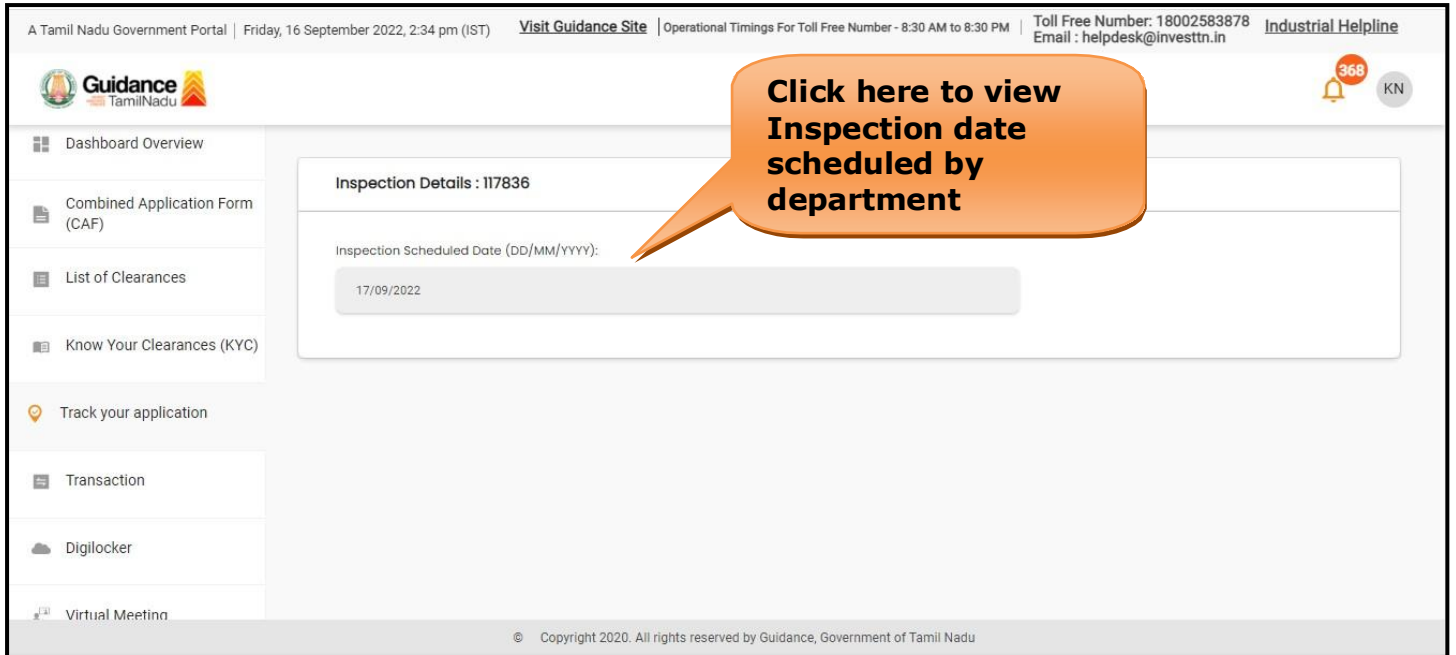 A Tamil Nadu Government Portal | Friday, 16 September 2022, 2:34 pm (IST) Visit Guidance Site | Operational Timings For Toll Free Number - 8:30 AM to 8:30 PM | Toll Free Number: 18002583878 Industrial Helpline
Email : helpdesk@investtn.in
Guidance
TamilNadu
368
KN
Click here to view
Inspection date
scheduled by
department
Dashboard Overview
Combined Application Form
(CAF)
List of Clearances
Know Your Clearances (KYC)
Track your application
Transaction
Digilocker
Virtual Meeting
Inspection Details : 117836
Inspection Scheduled Date (DD/MM/YYYY):
17/09/2022
© Copyright 2020. All rights reserved by Guidance, Government of Tamil Nadu